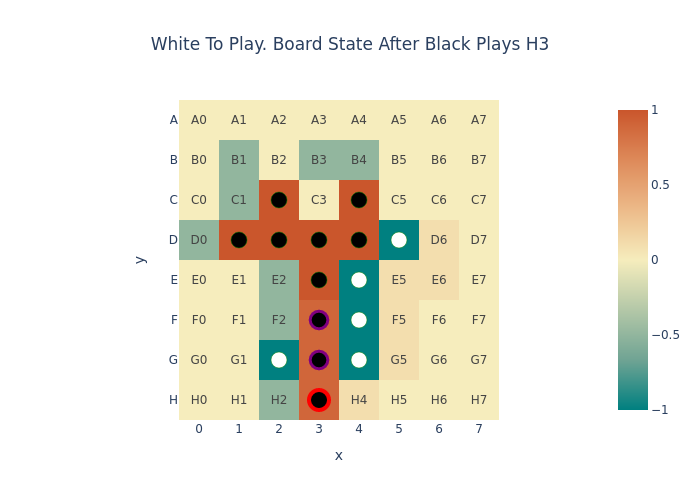 White To Play. Board State After Black Plays H3
A A0 A1 A2 A3 A4 A5 A6 A7
B B0 B1 B2 B3 B4 B5 B6 B7
C C0 C1 C3 C5 C6 C7
D D0 D6 D7
E E0 E1 E2 E5 E6 E7
F F0 F1 F2 F5 F6 F7
G G0 G1 G5 G6 G7
H H0 H1 H2 H4 H5 H6 H7
0 1 2 3 4 5 6 7
x
y
1
0.5
0
−0.5
−1